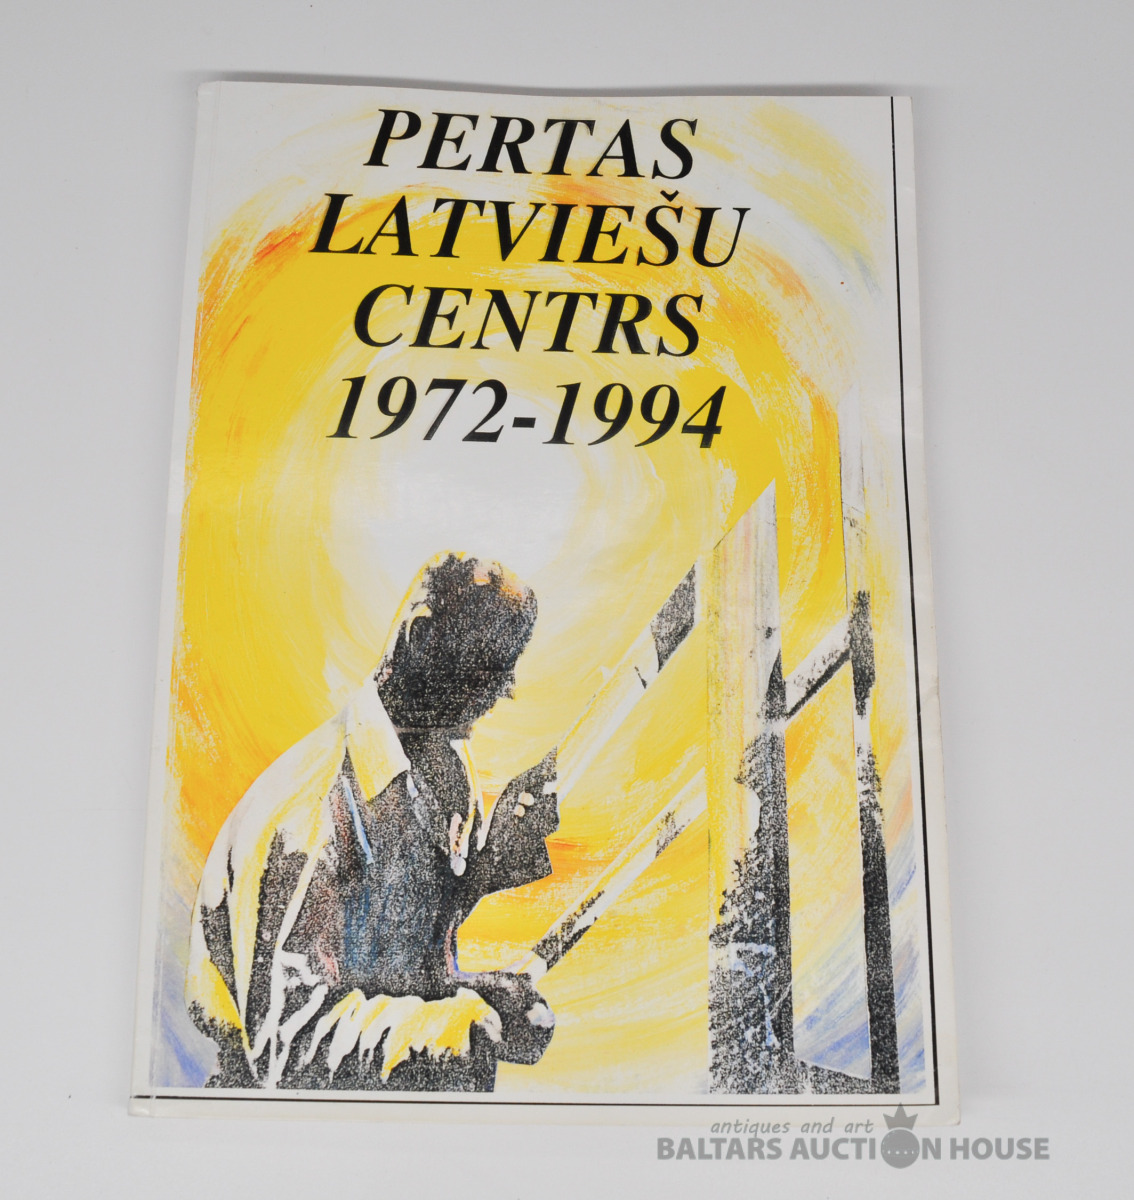 PERTAS
LATVIEŠU
CENTRS
1972-1994
antiques and art
BALTARS AUCTION HOUSE